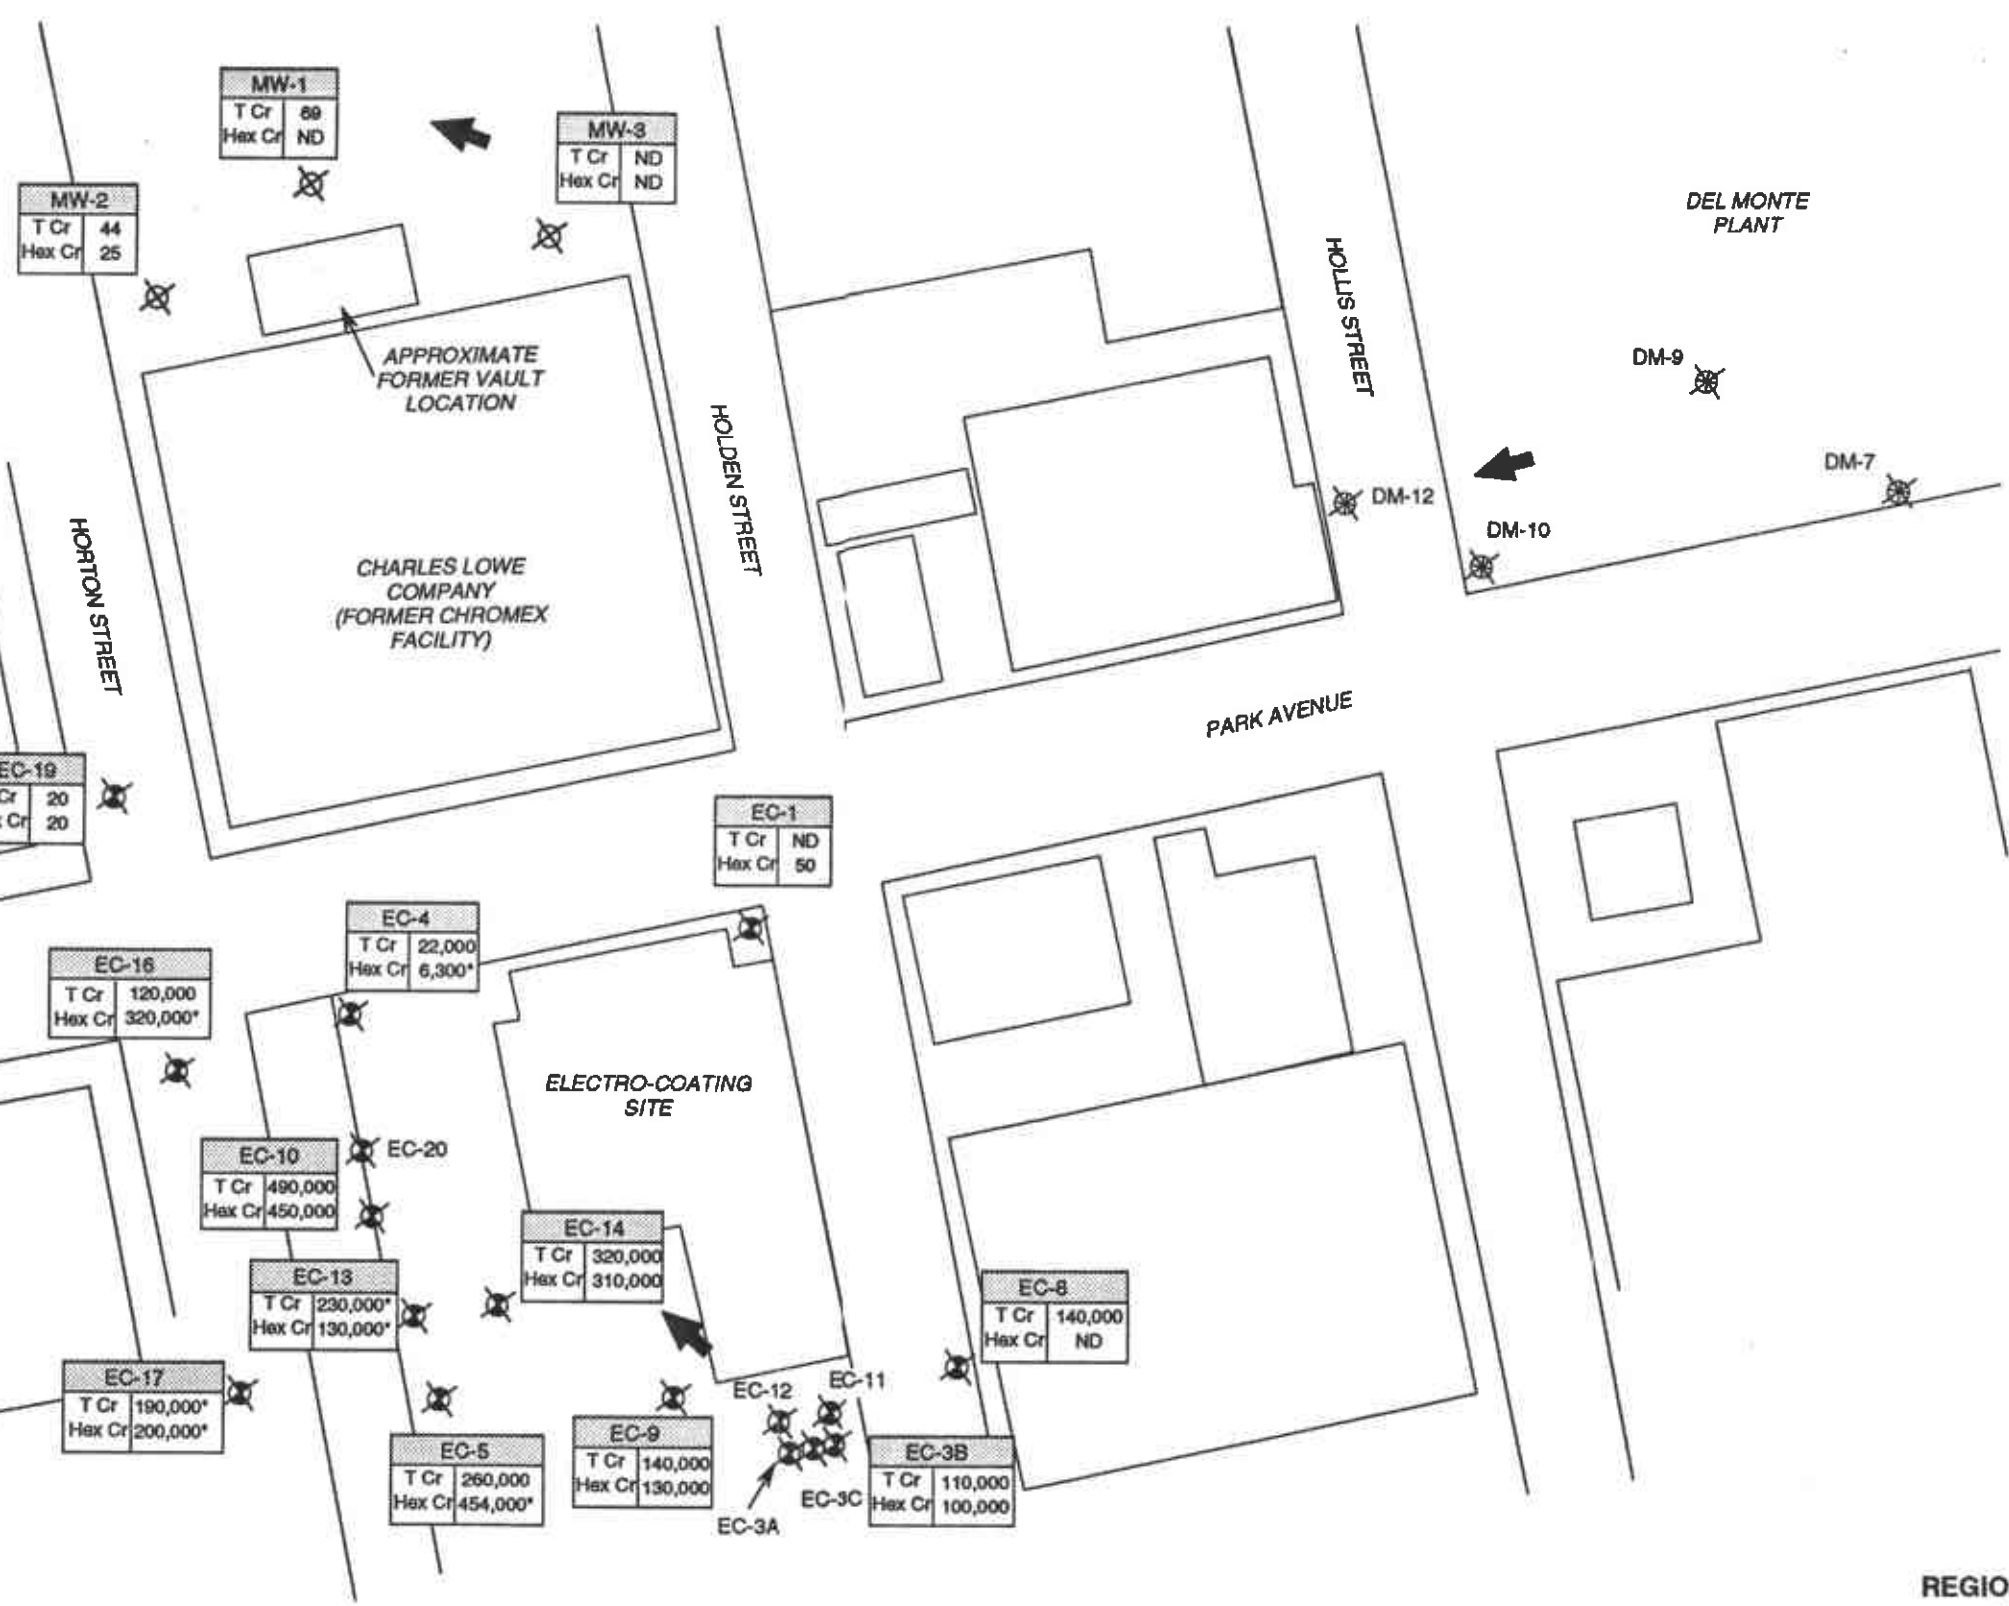 MW-1
T Cr 69
Hex Cr ND
MW-3
T Cr ND
Hex Cr ND
MW-2
T Cr 44
Hex Cr 25
DEL MONTE
PLANT
HOLLIS STREET
APPROXIMATE
FORMER VAULT
LOCATION
DM-9
HOLDEN STREET
DM-7
DM-12
DM-10
HORTON STREET
CHARLES LOWE
COMPANY
(FORMER CHROMEX
FACILITY)
PARK AVENUE
EC-19
Cr 20
Cr 20
EC-1
T Cr ND
Hex Cr 50
EC-4
T Cr 22,000
Hex Cr 6,300*
EC-16
T Cr 120,000
Hex Cr 320,000*
ELECTRO-COATING
SITE
EC-20
EC-10
T Cr 490,000
Hex Cr 450,000
EC-14
T Cr 320,000
Hex Cr 310,000
EC-13
T Cr 230,000*
Hex Cr 130,000*
EC-8
T Cr 140,000
Hex Cr ND
EC-17
T Cr 190,000*
Hex Cr 200,000*
EC-12
EC-11
EC-5
T Cr 260,000
Hex Cr 454,000*
EC-9
T Cr 140,000
Hex Cr 130,000
EC-3B
T Cr 110,000
Hex Cr 100,000
EC-3C
EC-3A
REGIO